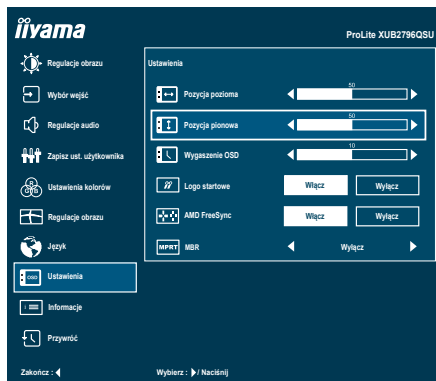 iiyama
ProLite XUB2796QSU
Regulacje obrazu
Wybór wejść
Regulacje audio
Zapisz ust. użytkownika
Ustawienia kolorów
Regulacje obrazu
Język
OSD Ustawienia
Informacje
Przywróć
Ustawienia
Pozycja pozioma 50
Pozycja pionowa 50
Wygaszenie OSD 10
Logo startowe Włącz Wyłącz
AMD FreeSync Włącz Wyłącz
MPRT MBR Wyłącz
Zakończ : Wybierz : / Naciśnij